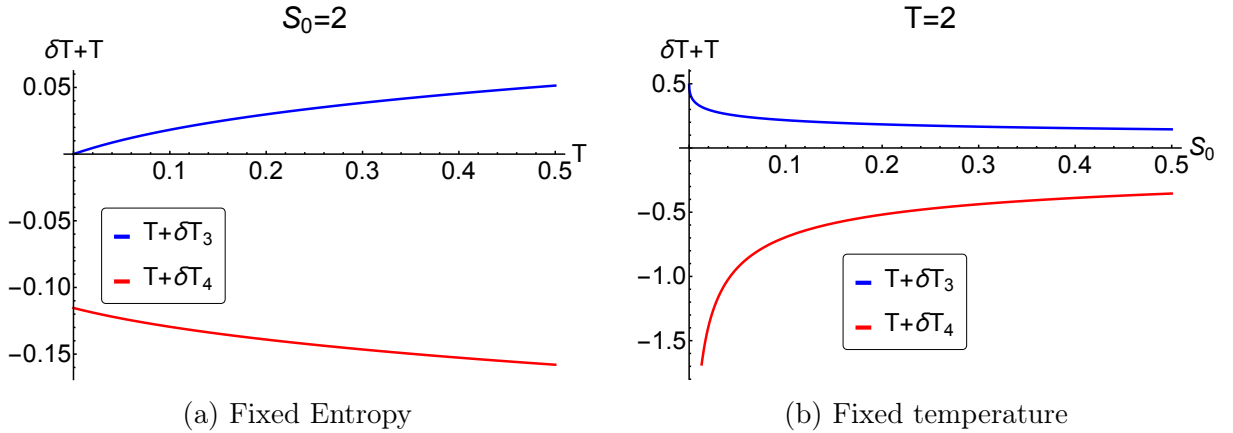 S₀=2
δT+T
0.05
T
0.1 0.2 0.3 0.4 0.5
−0.05
−0.10
−0.15
T+δT₃
T+δT₄
(a) Fixed Entropy
T=2
δT+T
0.5
S₀
0.1 0.2 0.3 0.4 0.5
−0.5
−1.0
−1.5
T+δT₃
T+δT₄
(b) Fixed temperature